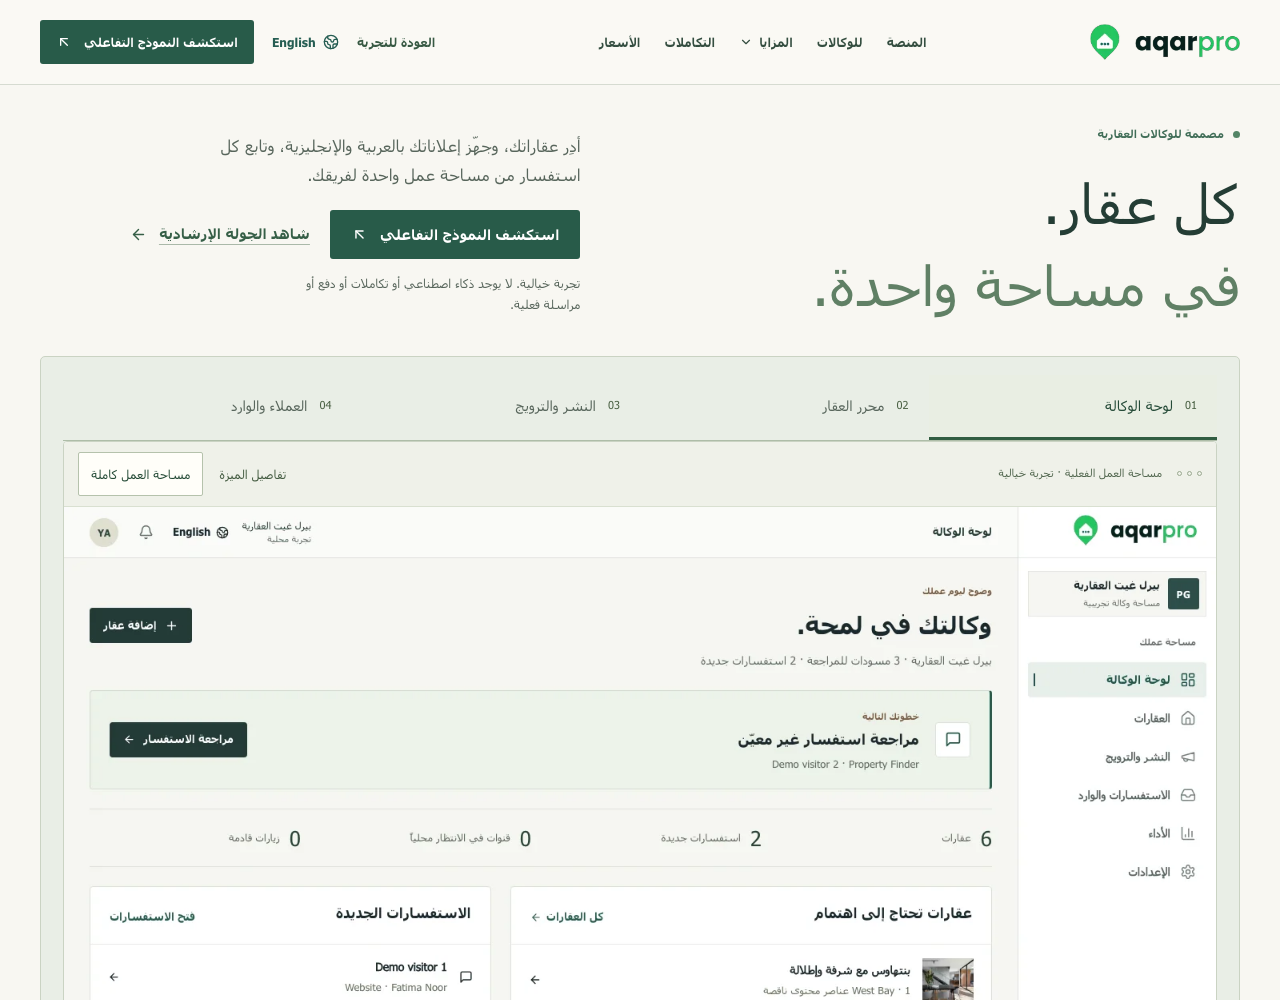 aqarpro
المنصة
للوكالات
المزايا
التكاملات
الأسعار
العودة للتجربة
English
استكشف النموذج التفاعلي
مصممة للوكالات العقارية
كل عقار.
في مساحة واحدة.
أدِر عقاراتك، وجهّز إعلاناتك بالعربية والإنجليزية، وتابع كل
استفسار من مساحة عمل واحدة لفريقك.
استكشف النموذج التفاعلي
شاهد الجولة الإرشادية
تجربة خيالية. لا يوجد ذكاء اصطناعي أو تكاملات أو دفع أو
مراسلة فعلية.
01 لوحة الوكالة
02 محرر العقار
03 النشر والترويج
04 العملاء والوارد
مساحة العمل الفعلية · تجربة خيالية
تفاصيل الميزة
مساحة العمل كاملة
aqarpro
لوحة الوكالة
بيرل غيت العقارية
تجربة محلية
English
YA
PG
بيرل غيت العقارية
مساحة وكالة تجريبية
مساحة عملك
لوحة الوكالة
العقارات
النشر والترويج
الاستفسارات والوارد
الأداء
الإعدادات
وضوح ليوم عملك
وكالتك في لمحة.
بيرل غيت العقارية · 3 مسودات للمراجعة · 2 استفسارات جديدة
إضافة عقار
خطوتك التالية
مراجعة استفسار غير معيّن
Demo visitor 2 · Property Finder
مراجعة الاستفسار
6 عقارات
2 استفسارات جديدة
0 قنوات في الانتظار محلياً
0 زيارات قادمة
عقارات تحتاج إلى اهتمام
كل العقارات
بنتهاوس مع شرفة وإطلالة
West Bay · 1 عناصر محتوى ناقصة
الاستفسارات الجديدة
فتح الاستفسارات
Demo visitor 1
Website · Fatima Noor